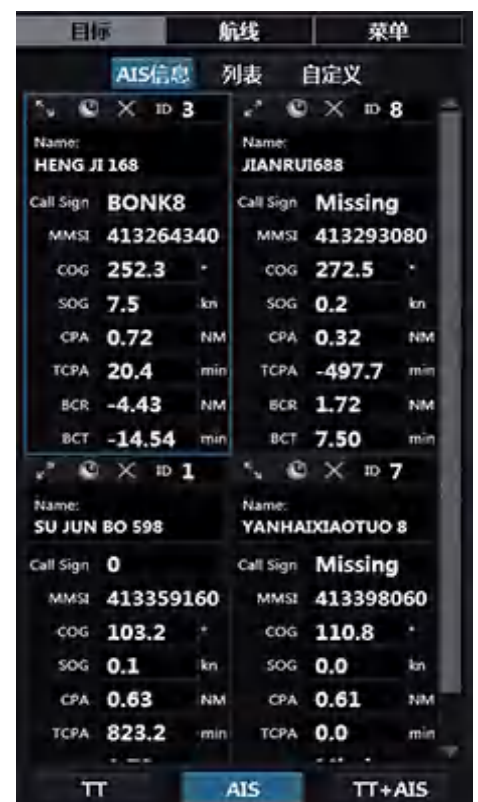 目标 航线 菜单
AIS信息 列表 自定义
ID 3
Name:
HENG JI 168
Call Sign BONK8
MMSI 413264340
COG 252.3 °
SOG 7.5 kn
CPA 0.72 NM
TCPA 20.4 min
BCR -4.43 NM
BCT -14.54 min
ID 8
Name:
JIANRUI688
Call Sign Missing
MMSI 413293080
COG 272.5 °
SOG 0.2 kn
CPA 0.32 NM
TCPA -497.7 min
BCR 1.72 NM
BCT 7.50 min
ID 1
Name:
SU JUN BO 598
Call Sign 0
MMSI 413359160
COG 103.2 °
SOG 0.1 kn
CPA 0.63 NM
TCPA 823.2 min
ID 7
Name:
YANHAIXIAOTUO 8
Call Sign Missing
MMSI 413398060
COG 110.8 °
SOG 0.0 kn
CPA 0.61 NM
TCPA 0.0 min
TT AIS TT+AIS